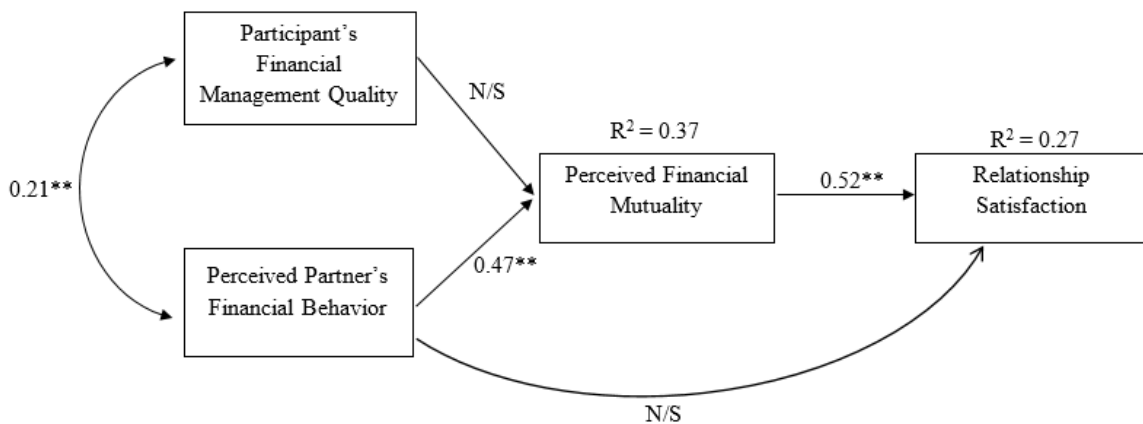 Participant’s
Financial
Management Quality
N/S
R² = 0.37
R² = 0.27
0.21**
Perceived Financial
Mutuality
0.52**
Relationship
Satisfaction
Perceived Partner’s
Financial Behavior
0.47**
N/S